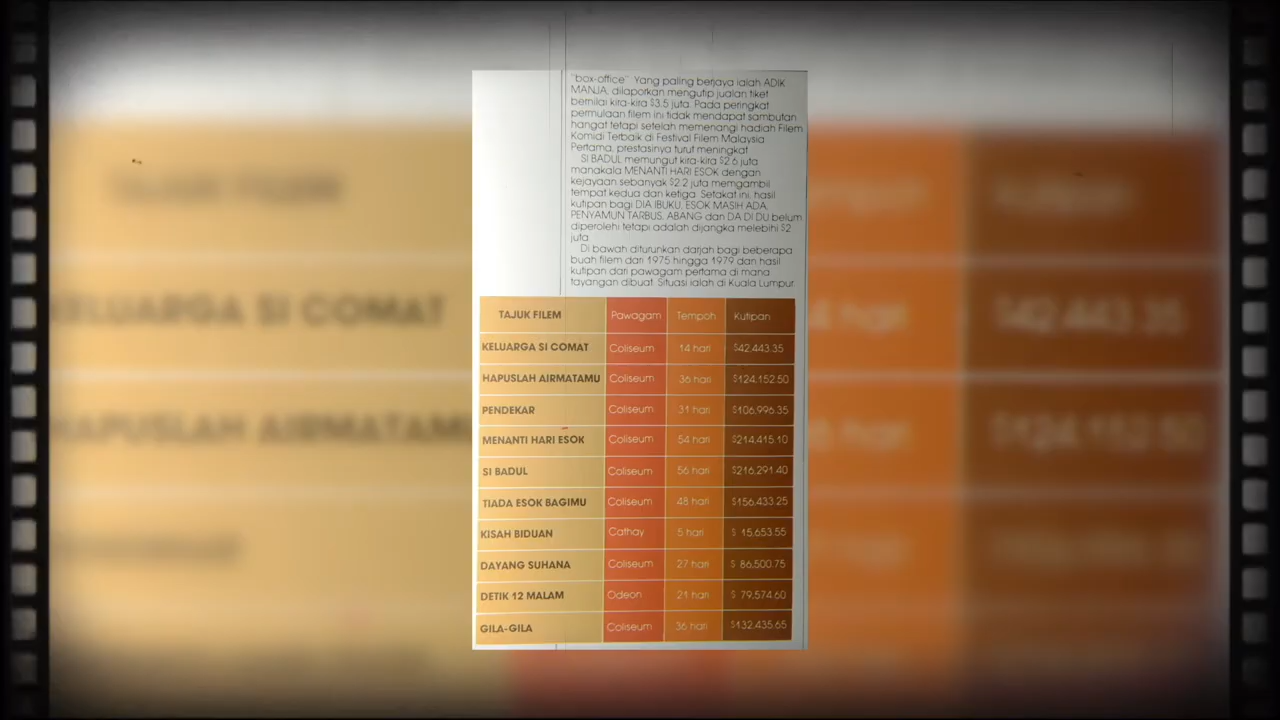 "box-office" Yang paling berjaya ialah ADIK
MANJA, dilaporkan mengutip jualan tiket
bernilai kira-kira $3.5 juta. Pada peringkat
permulaan filem ini tidak mendapat sambutan
hangat tetapi setelah memenangi hadiah Filem
Komidi Terbaik di Festival Filem Malaysia
Pertama, prestasinya turut meningkat
SI BADUL memungut kira-kira $2.6 juta
manakala MENANTI HARI ESOK dengan
kejayaan sebanyak $2.2 juta memgambil
tempat kedua dan ketiga. Setakat ini, hasil
kutipan bagi DIA IBUKU, ESOK MASIH ADA,
PENYAMUN TARBUS, ABANG dan DA DI DU belum
diperolehi tetapi adalah dijangka melebihi $2
juta
Di bawah diturunkan darjah bagi beberapa
buah filem dari 1975 hingga 1979 dan hasil
kutipan dari pawagam pertama di mana
tayangan dibuat. Situasi ialah di Kuala Lumpur.
TAJUK FILEM Pawagam Tempoh Kutipan
KELUARGA SI COMAT Coliseum 14 hari $42.443.35
HAPUSLAH AIRMATAMU Coliseum 36 hari $124.152.50
PENDEKAR Coliseum 31 hari $106,996.35
MENANTI HARI ESOK Coliseum 54 hari $214,415.10
SI BADUL Coliseum 56 hari $216,291.40
TIADA ESOK BAGIMU Coliseum 48 hari $156.433.25
KISAH BIDUAN Cathay 5 hari $ 15,653.55
DAYANG SUHANA Coliseum 27 hari $ 86,500.75
DETIK 12 MALAM Odeon 21 hari $ 79,574.60
GILA-GILA Coliseum 36 hari $132.435.65